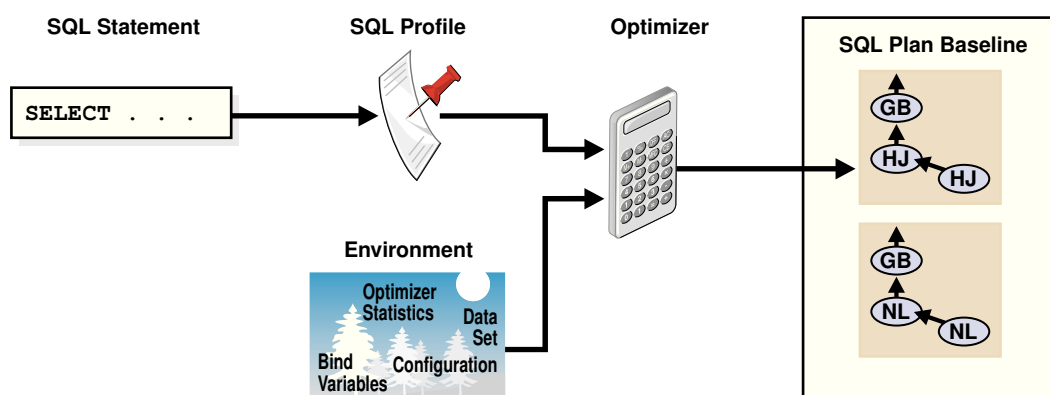 SQL Statement
SQL Profile
Optimizer
SQL Plan Baseline
SELECT . . .
GB
HJ
HJ
Environment
Optimizer
Statistics
Data
Set
Bind
Variables
Configuration
GB
NL
NL